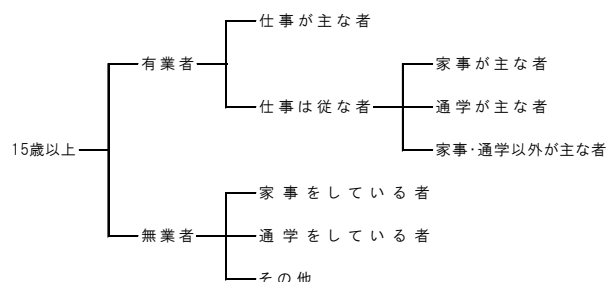 仕事が主な者
有業者
家事が主な者
仕事は従な者
通学が主な者
15歳以上
家事・通学以外が主な者
家事をしている者
無業者
通学をしている者
その他